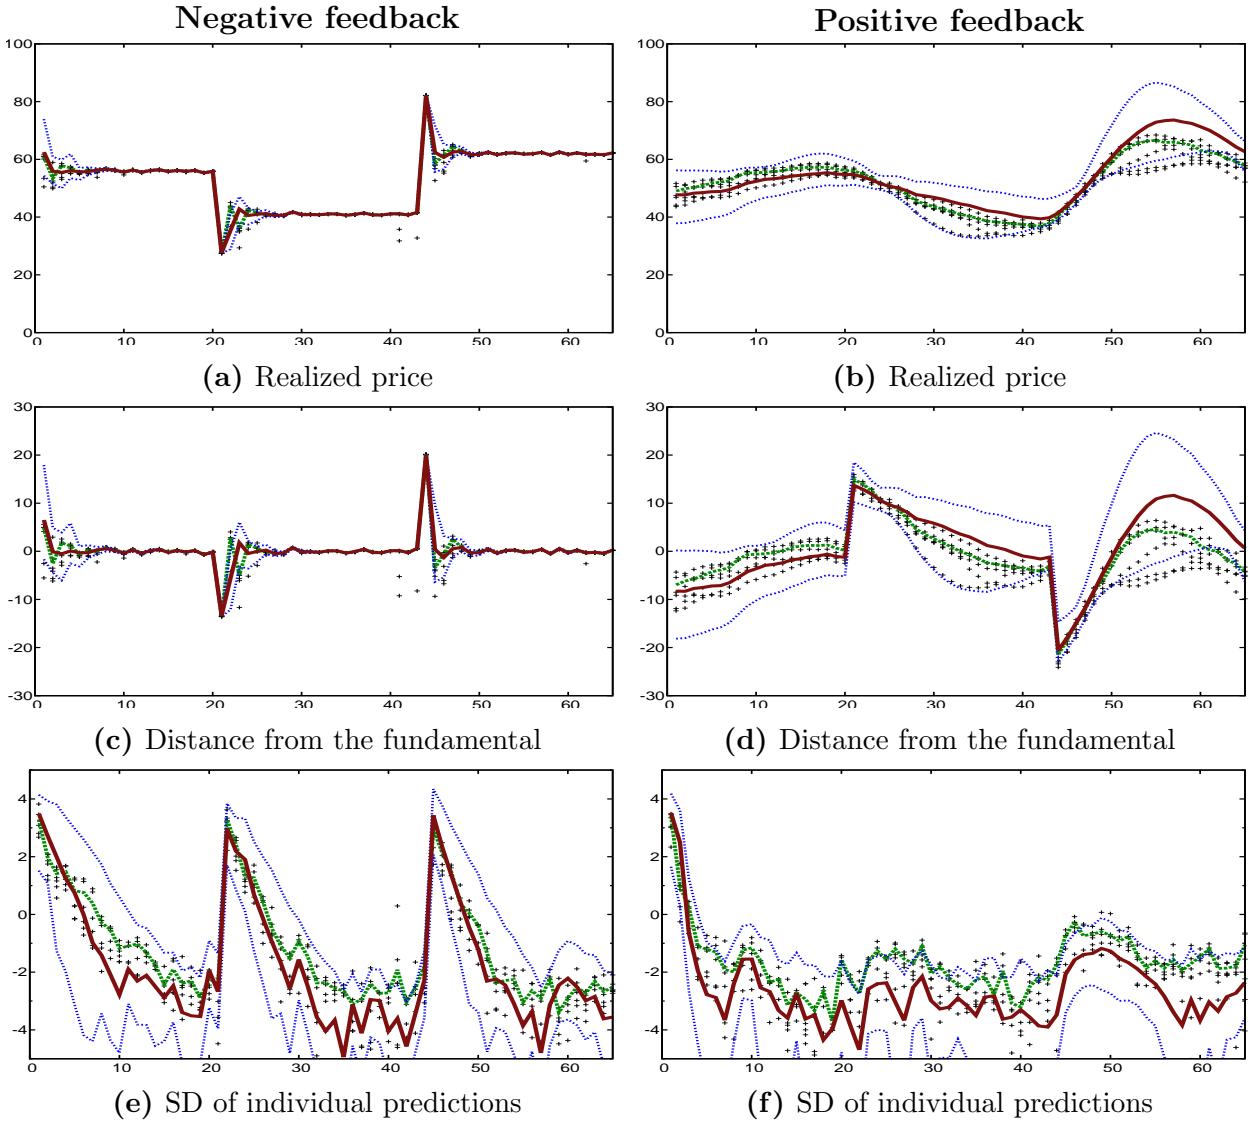 Negative feedback
Positive feedback
100
80
60
40
20
0
0 10 20 30 40 50 60
100
80
60
40
20
0
0 10 20 30 40 50 60
(a) Realized price
(b) Realized price
30
20
10
0
-10
-20
-30
0 10 20 30 40 50 60
30
20
10
0
-10
-20
-30
0 10 20 30 40 50 60
(c) Distance from the fundamental
(d) Distance from the fundamental
4
2
0
-2
-4
0 10 20 30 40 50 60
4
2
0
-2
-4
0 10 20 30 40 50 60
(e) SD of individual predictions
(f) SD of individual predictions